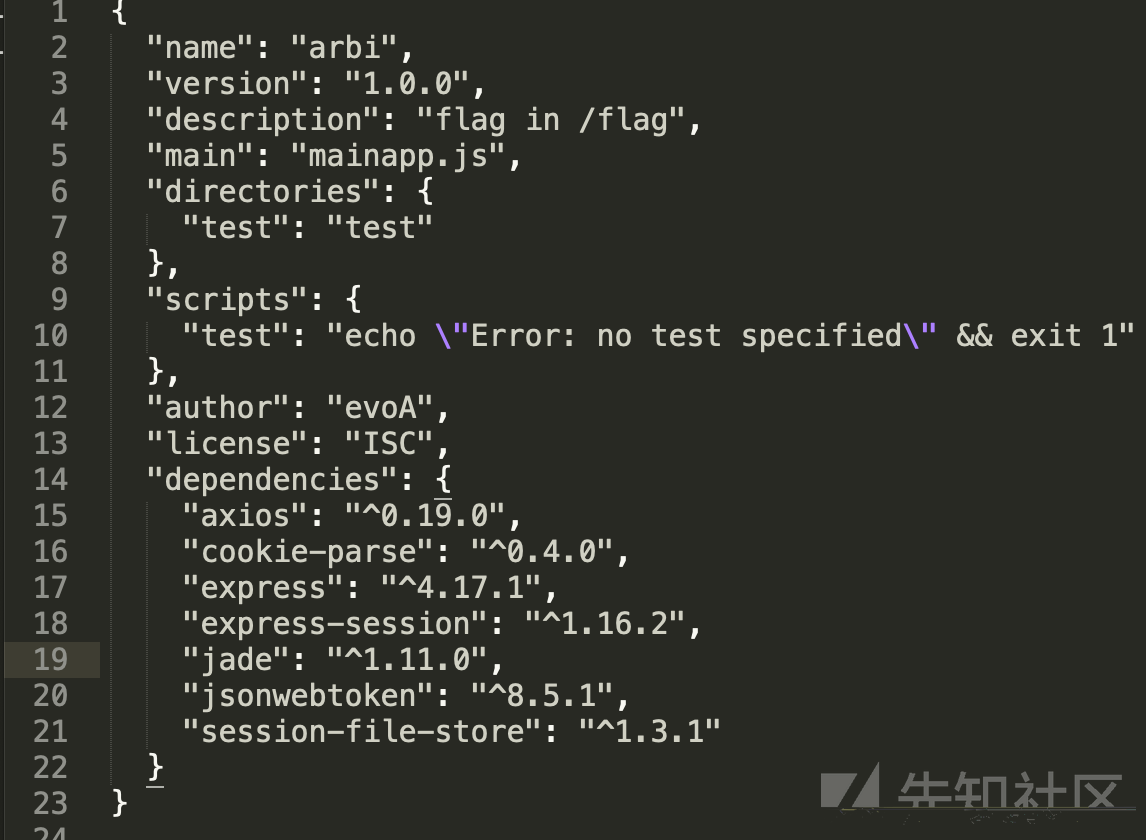 1 {
2 "name": "arbi",
3 "version": "1.0.0",
4 "description": "flag in /flag",
5 "main": "mainapp.js",
6 "directories": {
7 "test": "test"
8 },
9 "scripts": {
10 "test": "echo \"Error: no test specified\" && exit 1"
11 },
12 "author": "evoA",
13 "license": "ISC",
14 "dependencies": {
15 "axios": "^0.19.0",
16 "cookie-parse": "^0.4.0",
17 "express": "^4.17.1",
18 "express-session": "^1.16.2",
19 "jade": "^1.11.0",
20 "jsonwebtoken": "^8.5.1",
21 "session-file-store": "^1.3.1"
22 }
23 }
24
先知社区